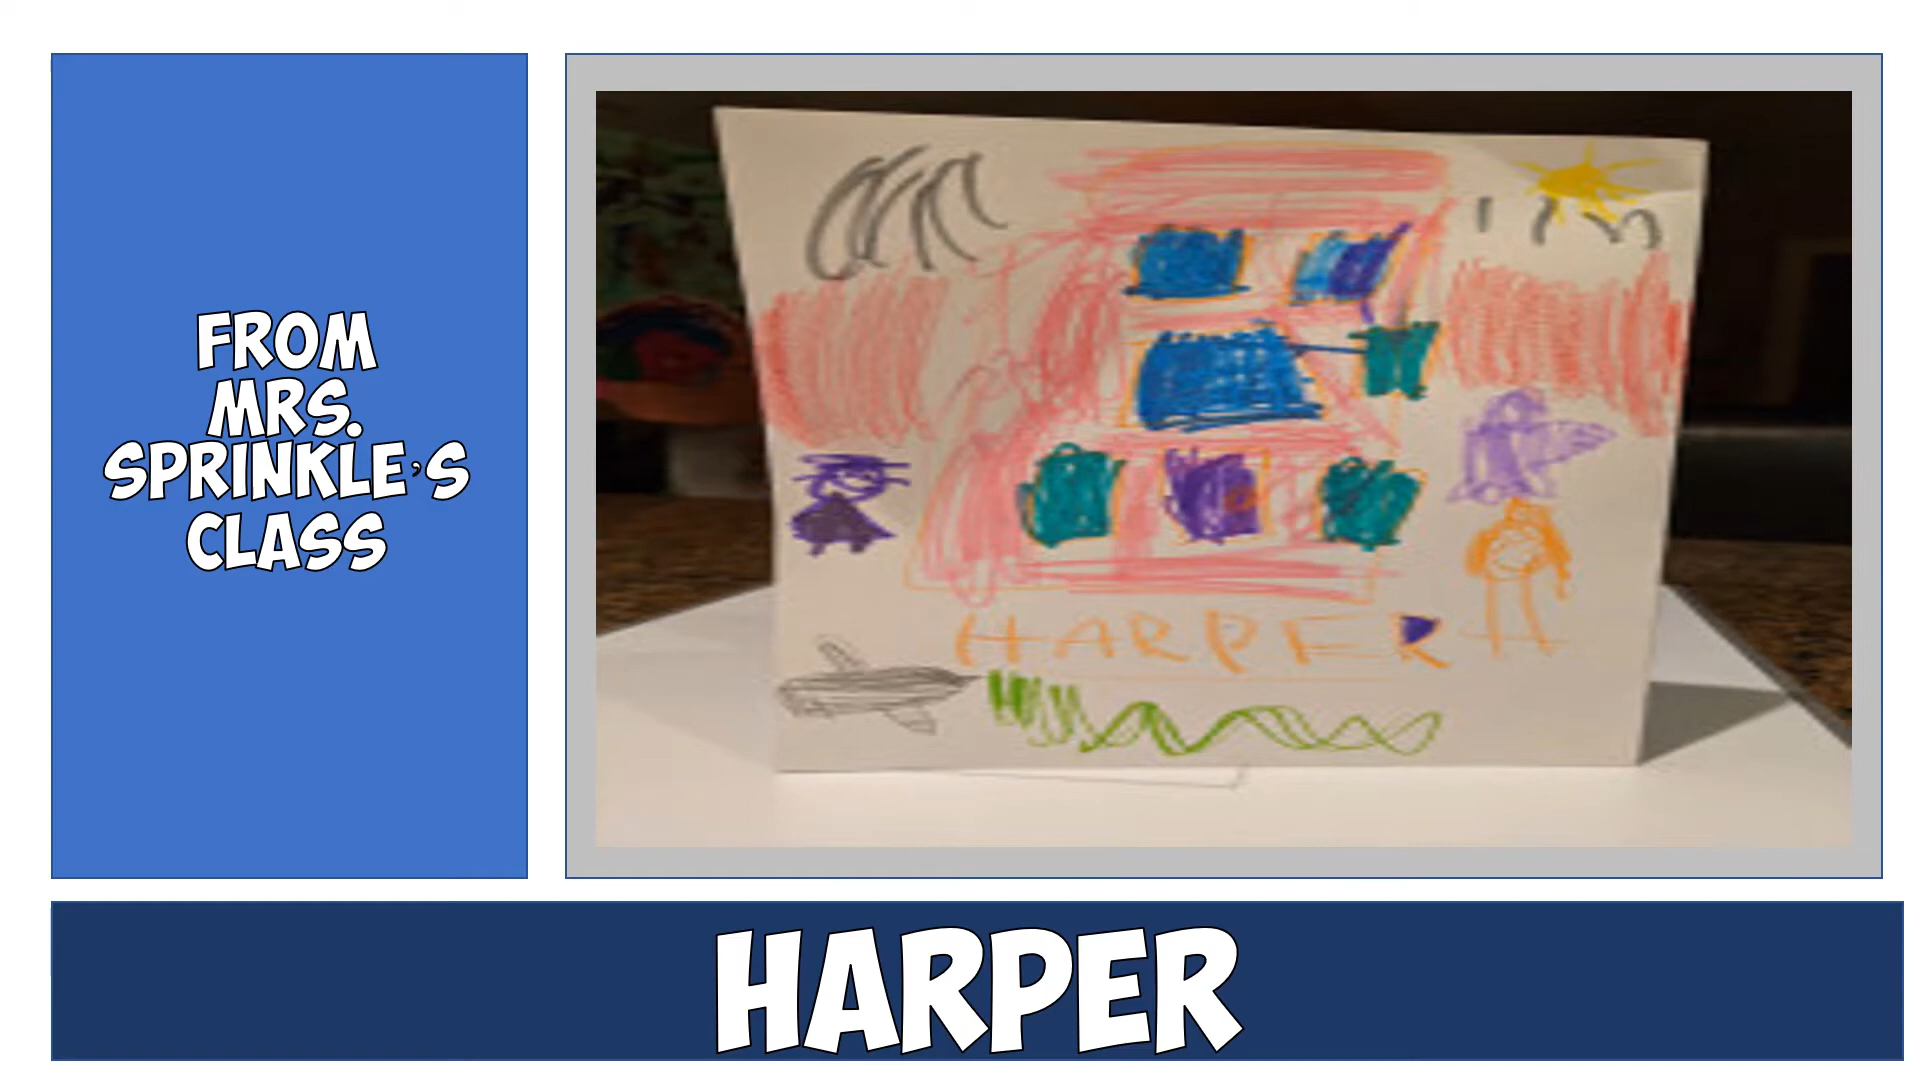 FROM
MRS.
SPRINKLE'S
CLASS
HARPER
HARPER